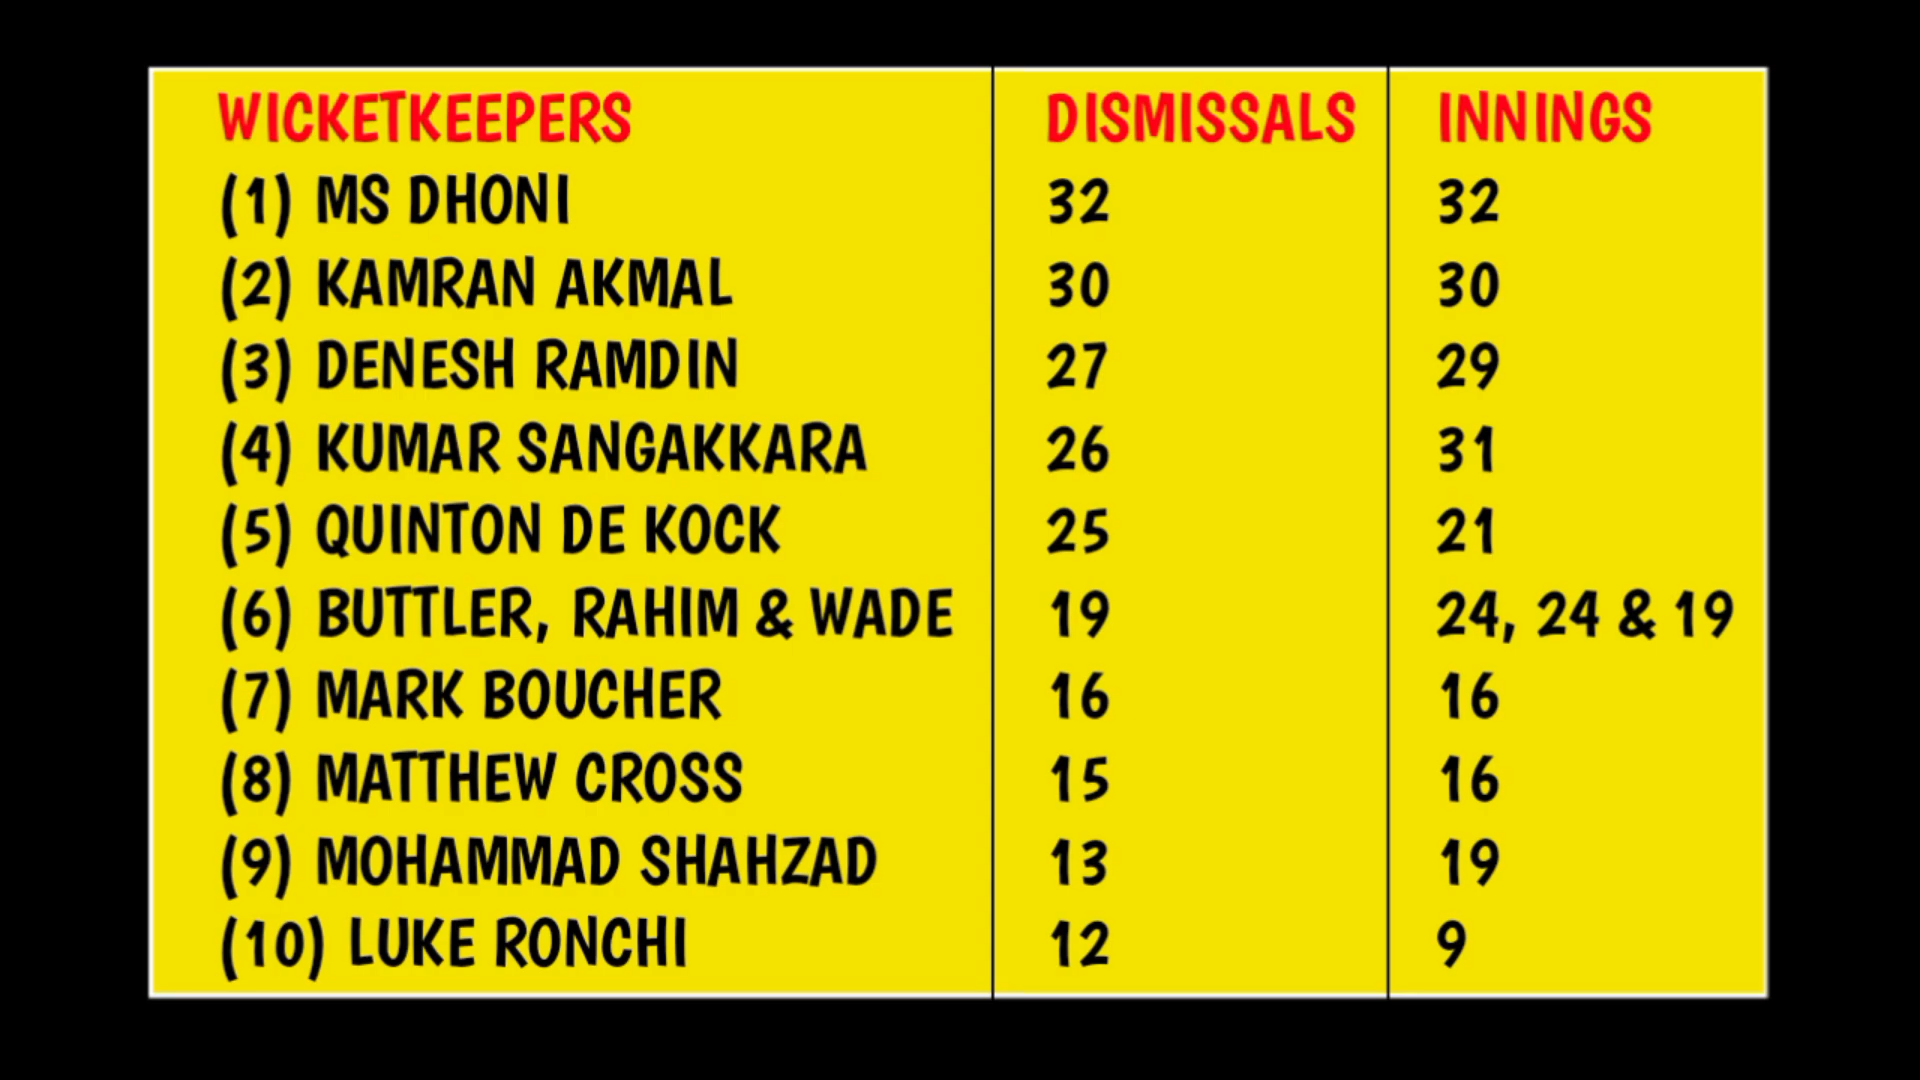 WICKETKEEPERS DISMISSALS INNINGS
(1) MS DHONI 32 32
(2) KAMRAN AKMAL 30 30
(3) DENESH RAMDIN 27 29
(4) KUMAR SANGAKKARA 26 31
(5) QUINTON DE KOCK 25 21
(6) BUTTLER, RAHIM & WADE 19 24, 24 & 19
(7) MARK BOUCHER 16 16
(8) MATTHEW CROSS 15 16
(9) MOHAMMAD SHAHZAD 13 19
(10) LUKE RONCHI 12 9